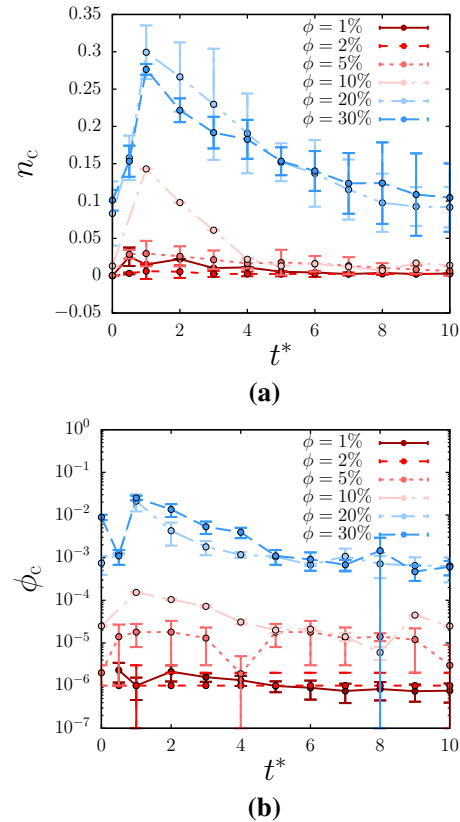 0.35
0.3
0.25
0.2
0.15
0.1
0.05
0
−0.05
n_c
0 2 4 6 8 10
t*
ϕ = 1%
ϕ = 2%
ϕ = 5%
ϕ = 10%
ϕ = 20%
ϕ = 30%
(a)
10^0
10^−1
10^−2
10^−3
10^−4
10^−5
10^−6
10^−7
ϕ_c
0 2 4 6 8 10
t*
ϕ = 1%
ϕ = 2%
ϕ = 5%
ϕ = 10%
ϕ = 20%
ϕ = 30%
(b)